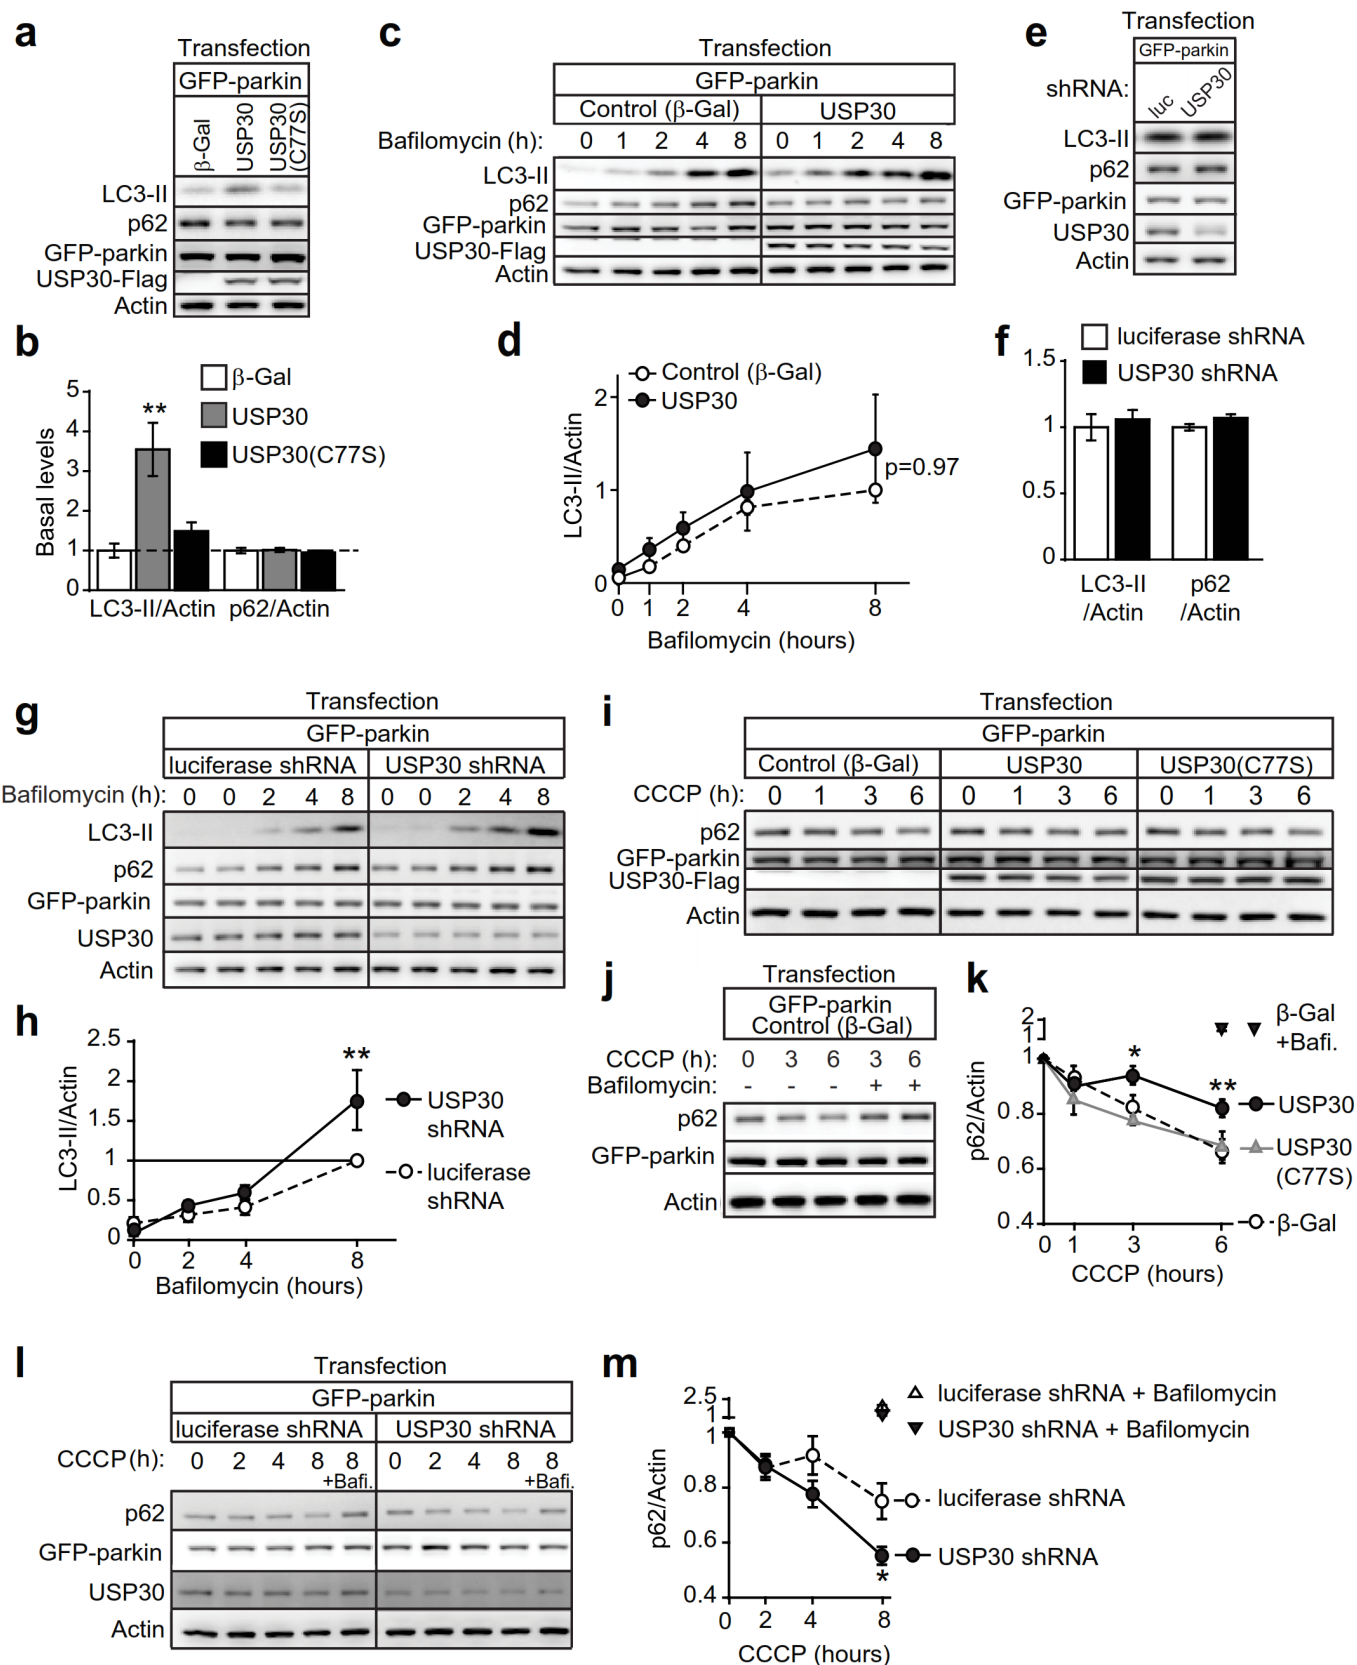 a
Transfection
GFP-parkin
β-Gal
USP30
USP30
(C77S)
LC3-II
p62
GFP-parkin
USP30-Flag
Actin
b
5
4
3
2
1
0
Basal levels
**
β-Gal
USP30
USP30(C77S)
LC3-II/Actin p62/Actin
c
Transfection
GFP-parkin
Control (β-Gal) USP30
Bafilomycin (h): 0 1 2 4 8 0 1 2 4 8
LC3-II
p62
GFP-parkin
USP30-Flag
Actin
d
Control (β-Gal)
USP30
2
1
0
LC3-II/Actin
p=0.97
0 1 2 4 8
Bafilomycin (hours)
e
Transfection
GFP-parkin
shRNA: luc USP30
LC3-II
p62
GFP-parkin
USP30
Actin
f
luciferase shRNA
USP30 shRNA
1.5
1
0.5
0
LC3-II
/Actin
p62
/Actin
g
Transfection
GFP-parkin
luciferase shRNA USP30 shRNA
Bafilomycin (h): 0 0 2 4 8 0 0 2 4 8
LC3-II
p62
GFP-parkin
USP30
Actin
h
2.5
2
1.5
1
0.5
0
LC3-II/Actin
**
USP30
shRNA
luciferase
shRNA
0 2 4 8
Bafilomycin (hours)
i
Transfection
GFP-parkin
Control (β-Gal) USP30 USP30(C77S)
CCCP (h): 0 1 3 6 0 1 3 6 0 1 3 6
p62
GFP-parkin
USP30-Flag
Actin
j
Transfection
GFP-parkin
Control (β-Gal)
CCCP (h): 0 3 6 3 6
Bafilomycin: - - - + +
p62
GFP-parkin
Actin
k
2
1
1
0.8
0.6
0.4
p62/Actin
*
**
β-Gal
+Bafi.
USP30
USP30
(C77S)
β-Gal
0 1 3 6
CCCP (hours)
l
Transfection
GFP-parkin
luciferase shRNA USP30 shRNA
CCCP(h): 0 2 4 8 8 0 2 4 8 8
+Bafi. +Bafi.
p62
GFP-parkin
USP30
Actin
m
2.5
1
1
0.8
0.6
0.4
p62/Actin
luciferase shRNA + Bafilomycin
USP30 shRNA + Bafilomycin
luciferase shRNA
USP30 shRNA
*
0 2 4 8
CCCP (hours)